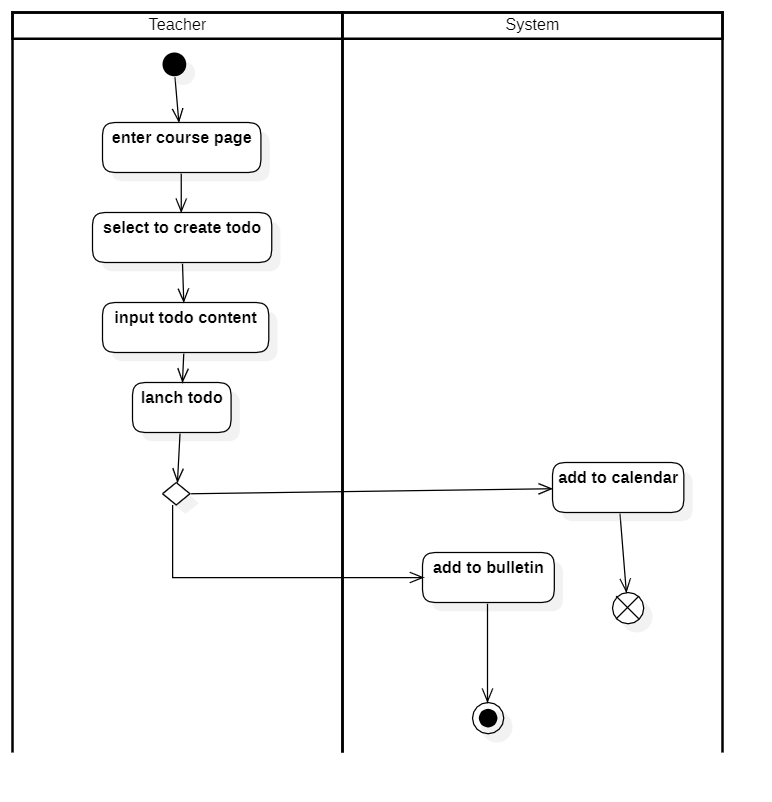 Teacher
System
enter course page
select to create todo
input todo content
lanch todo
add to calendar
add to bulletin